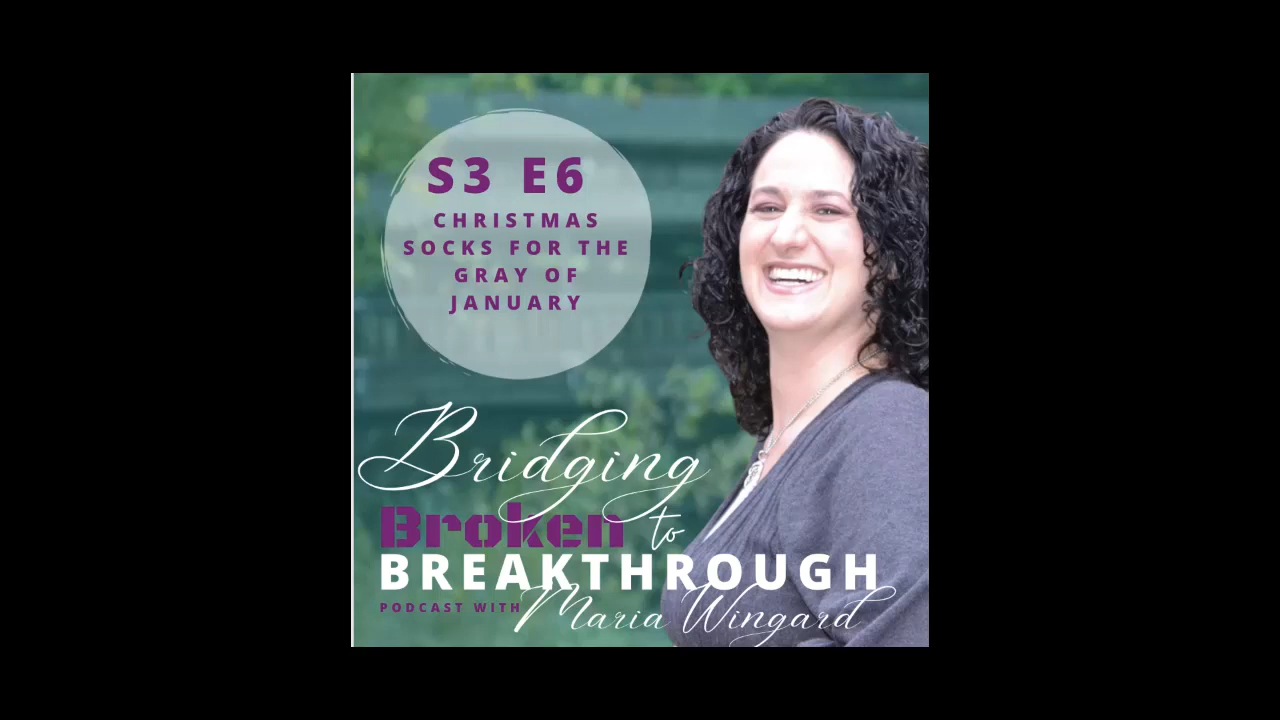 S3 E6
CHRISTMAS
SOCKS FOR THE
GRAY OF
JANUARY
Bridging
Broken to
BREAKTHROUGH
PODCAST WITH Maria Wingard